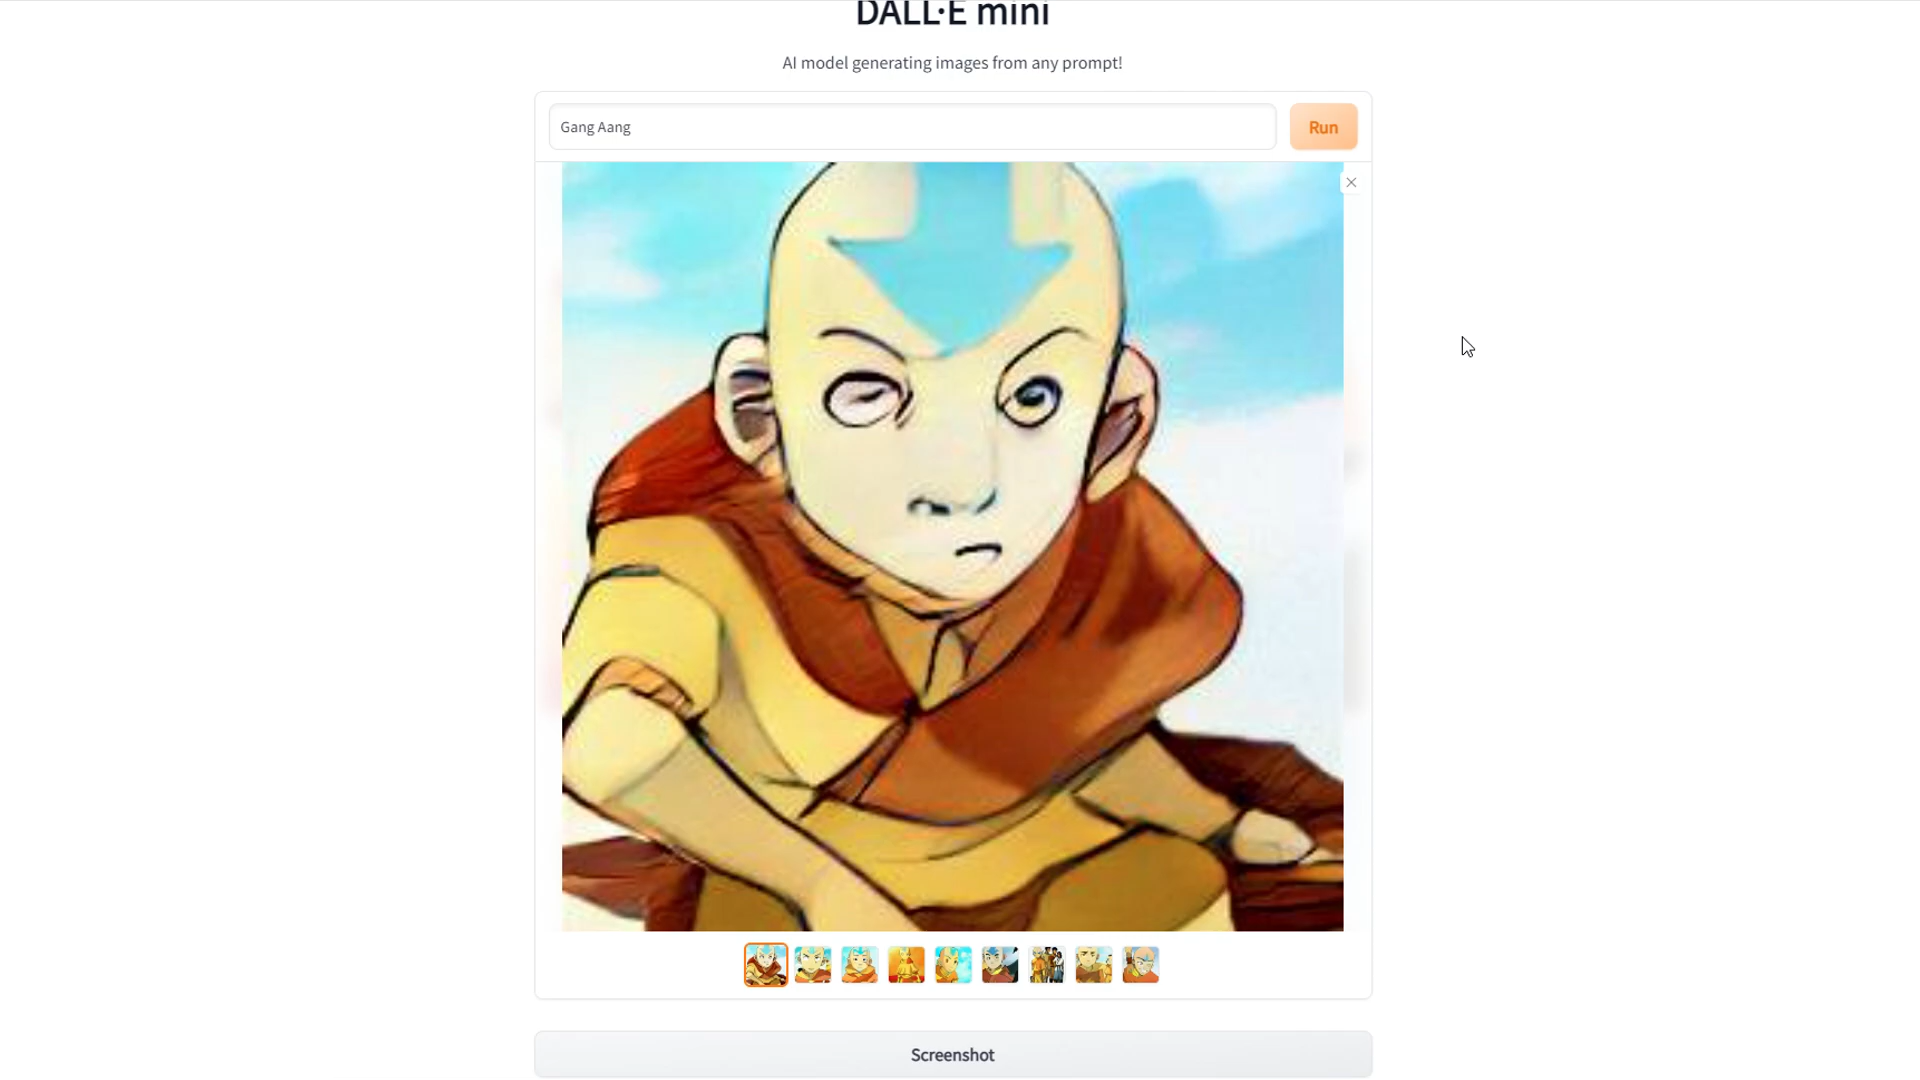 DALL·E mini
AI model generating images from any prompt!
Gang Aang
Run
Screenshot